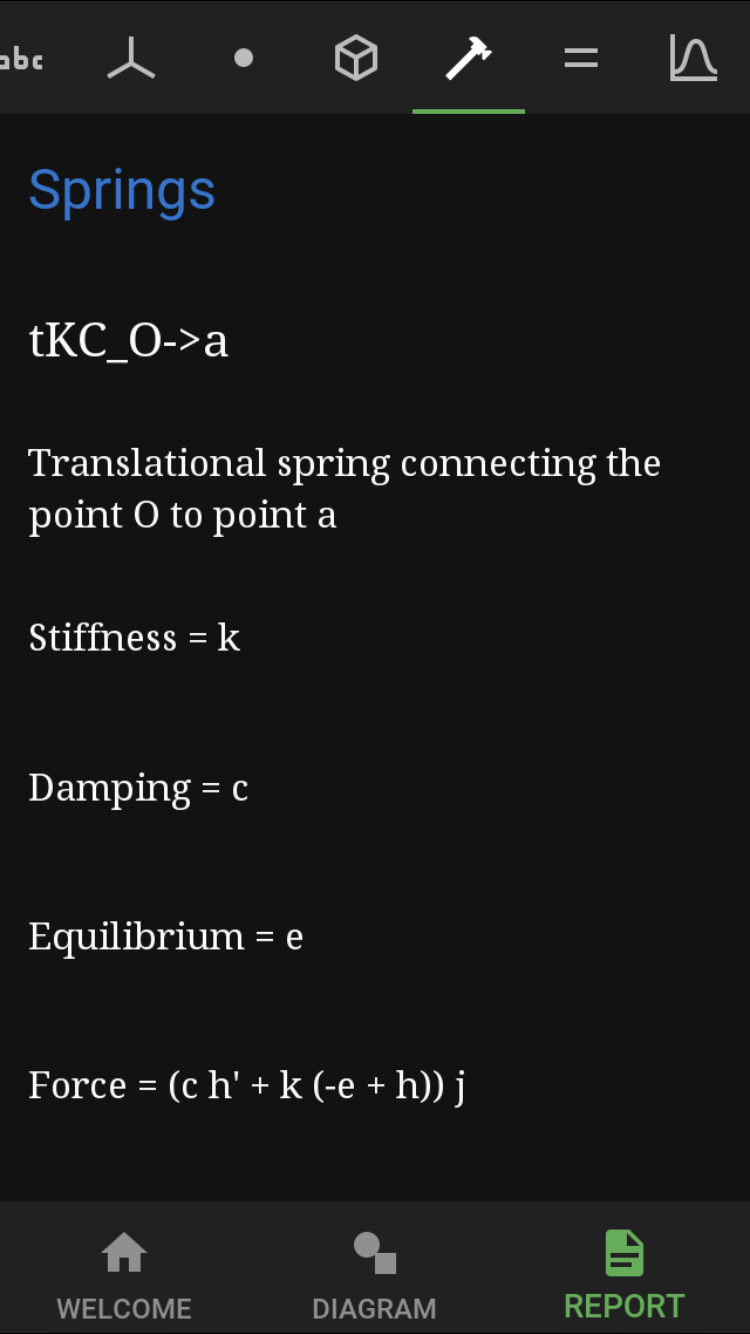 abc
Springs
tKC_O->a
Translational spring connecting the
point O to point a
Stiffness = k
Damping = c
Equilibrium = e
Force = (c h' + k (-e + h)) j
WELCOME
DIAGRAM
REPORT